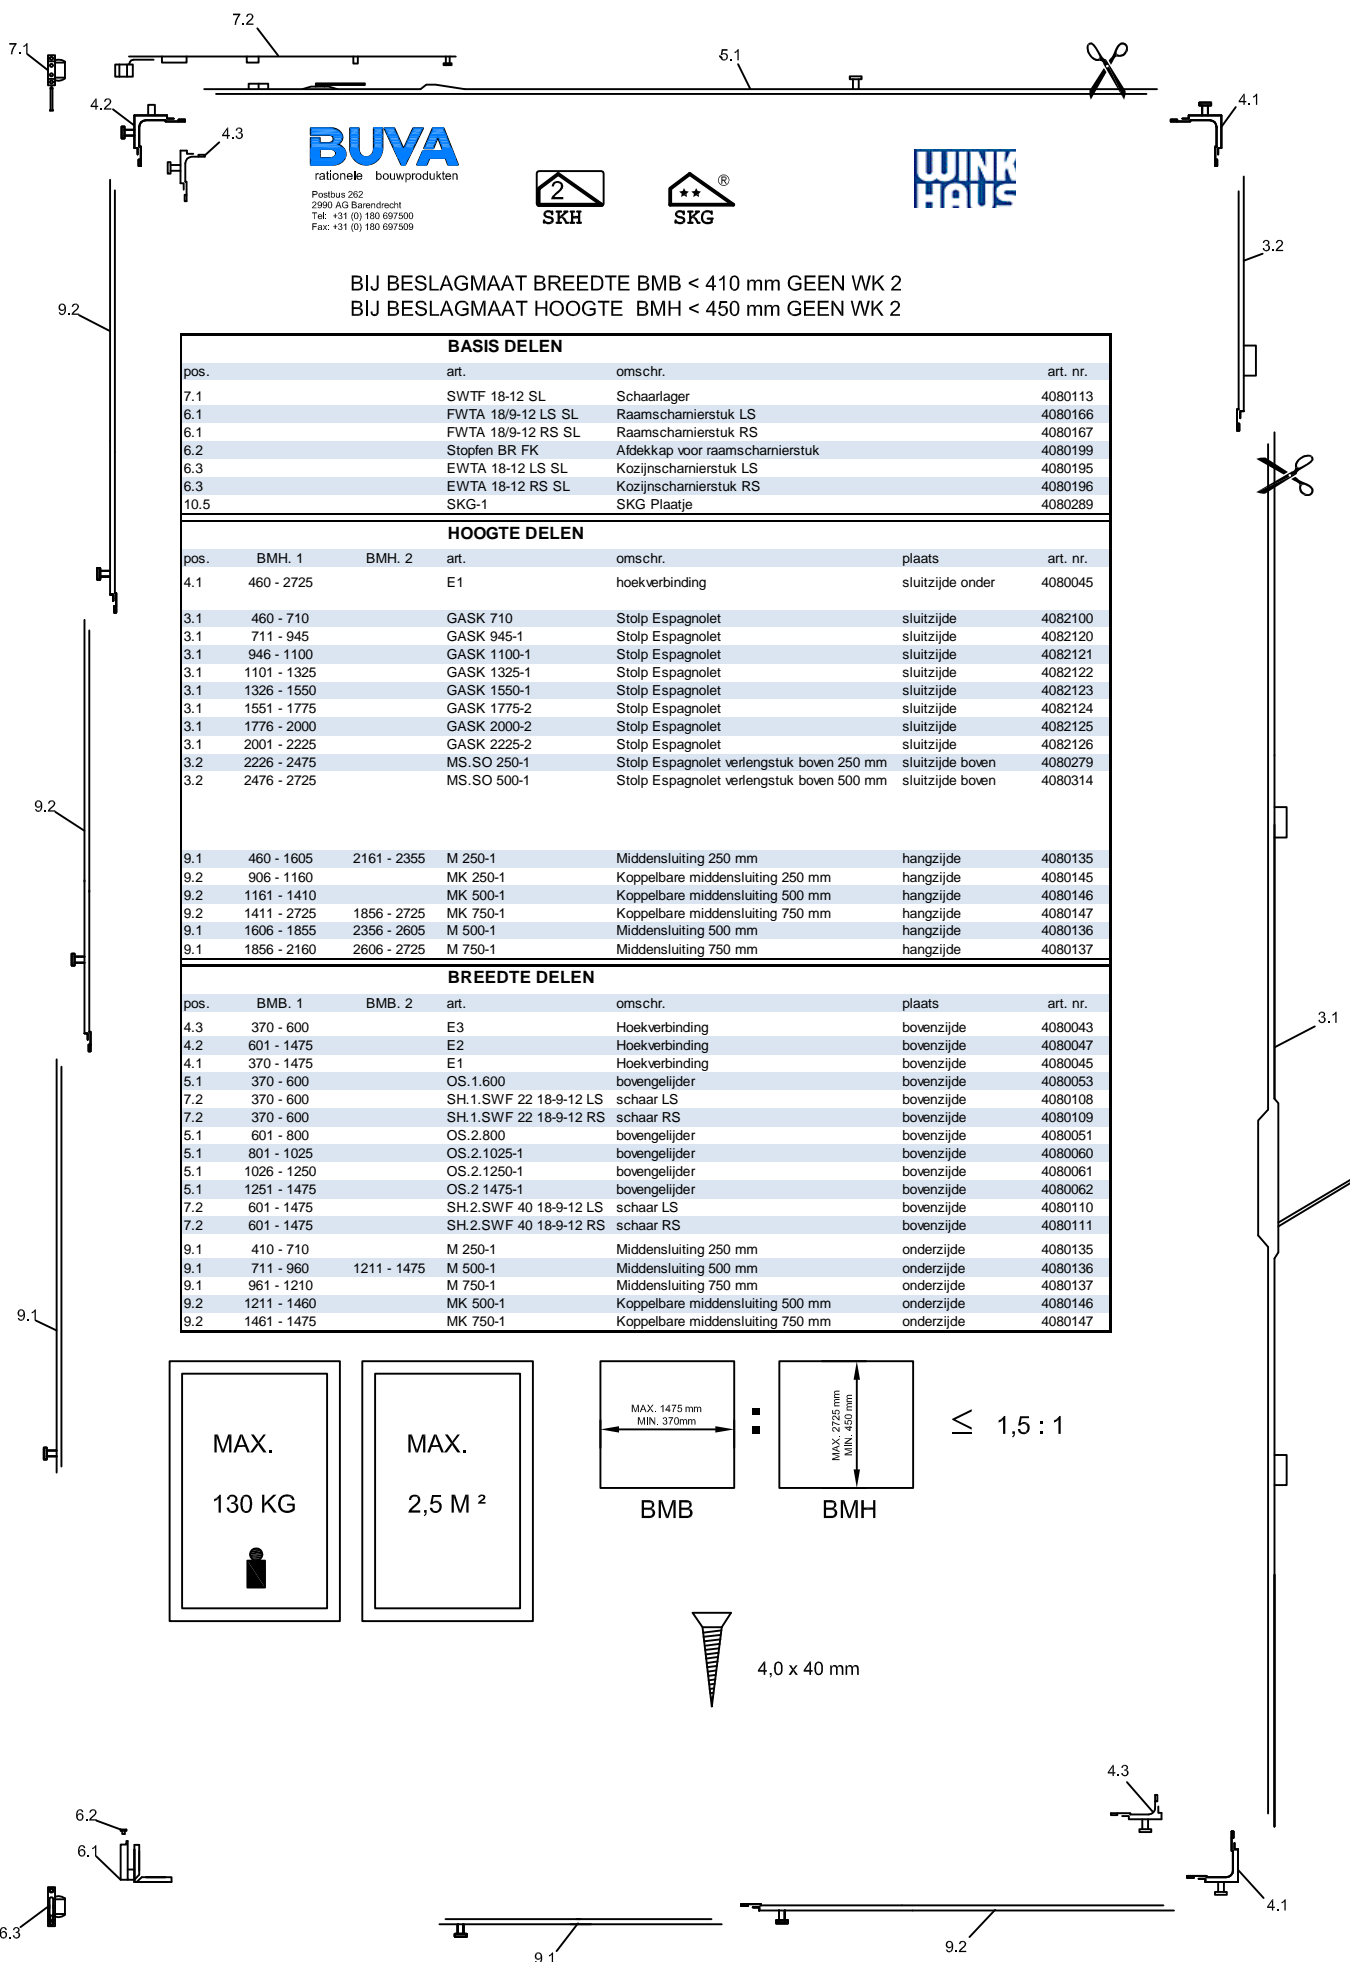 7.2
7.1
5.1
4.2
4.3
4.1
BUVA
rationele bouwprodukten
Postbus 262
2990 AG Barendrecht
Tel: +31 (0) 180 697500
Fax: +31 (0) 180 697509
2
SKH
®
SKG
WINK
HAUS
3.2
9.2
BIJ BESLAGMAAT BREEDTE BMB < 410 mm GEEN WK 2
BIJ BESLAGMAAT HOOGTE BMH < 450 mm GEEN WK 2
BASIS DELEN
pos. art. omschr. art. nr.
7.1 SWTF 18-12 SL Schaarlager 4080113
6.1 FWTA 18/9-12 LS SL Raamscharnierstuk LS 4080166
6.1 FWTA 18/9-12 RS SL Raamscharnierstuk RS 4080167
6.2 Stopfen BR FK Afdekkap voor raamscharnierstuk 4080199
6.3 EWTA 18-12 LS SL Kozijnscharnierstuk LS 4080195
6.3 EWTA 18-12 RS SL Kozijnscharnierstuk RS 4080196
10.5 SKG-1 SKG Plaatje 4080289
HOOGTE DELEN
pos. BMH. 1 BMH. 2 art. omschr. plaats art. nr.
4.1 460 - 2725 E1 hoekverbinding sluitzijde onder 4080045
3.1 460 - 710 GASK 710 Stolp Espagnolet sluitzijde 4082100
3.1 711 - 945 GASK 945-1 Stolp Espagnolet sluitzijde 4082120
3.1 946 - 1100 GASK 1100-1 Stolp Espagnolet sluitzijde 4082121
3.1 1101 - 1325 GASK 1325-1 Stolp Espagnolet sluitzijde 4082122
3.1 1326 - 1550 GASK 1550-1 Stolp Espagnolet sluitzijde 4082123
3.1 1551 - 1775 GASK 1775-2 Stolp Espagnolet sluitzijde 4082124
3.1 1776 - 2000 GASK 2000-2 Stolp Espagnolet sluitzijde 4082125
3.1 2001 - 2225 GASK 2225-2 Stolp Espagnolet sluitzijde 4082126
3.2 2226 - 2475 MS.SO 250-1 Stolp Espagnolet verlengstuk boven 250 mm sluitzijde boven 4080279
3.2 2476 - 2725 MS.SO 500-1 Stolp Espagnolet verlengstuk boven 500 mm sluitzijde boven 4080314
9.2
9.1 460 - 1605 2161 - 2355 M 250-1 Middensluiting 250 mm hangzijde 4080135
9.2 906 - 1160 MK 250-1 Koppelbare middensluiting 250 mm hangzijde 4080145
9.2 1161 - 1410 MK 500-1 Koppelbare middensluiting 500 mm hangzijde 4080146
9.2 1411 - 2725 1856 - 2725 MK 750-1 Koppelbare middensluiting 750 mm hangzijde 4080147
9.1 1606 - 1855 2356 - 2605 M 500-1 Middensluiting 500 mm hangzijde 4080136
9.1 1856 - 2160 2606 - 2725 M 750-1 Middensluiting 750 mm hangzijde 4080137
BREEDTE DELEN
pos. BMB. 1 BMB. 2 art. omschr. plaats art. nr.
4.3 370 - 600 E3 Hoekverbinding bovenzijde 4080043
4.2 601 - 1475 E2 Hoekverbinding bovenzijde 4080047
4.1 370 - 1475 E1 Hoekverbinding bovenzijde 4080045
5.1 370 - 600 OS.1.600 bovengelijder bovenzijde 4080053
7.2 370 - 600 SH.1.SWF 22 18-9-12 LS schaar LS bovenzijde 4080108
7.2 370 - 600 SH.1.SWF 22 18-9-12 RS schaar RS bovenzijde 4080109
5.1 601 - 800 OS.2.800 bovengelijder bovenzijde 4080051
5.1 801 - 1025 OS.2.1025-1 bovengelijder bovenzijde 4080060
5.1 1026 - 1250 OS.2.1250-1 bovengelijder bovenzijde 4080061
5.1 1251 - 1475 OS.2 1475-1 bovengelijder bovenzijde 4080062
7.2 601 - 1475 SH.2.SWF 40 18-9-12 LS schaar LS bovenzijde 4080110
7.2 601 - 1475 SH.2.SWF 40 18-9-12 RS schaar RS bovenzijde 4080111
9.1 410 - 710 M 250-1 Middensluiting 250 mm onderzijde 4080135
9.1 711 - 960 1211 - 1475 M 500-1 Middensluiting 500 mm onderzijde 4080136
9.1 961 - 1210 M 750-1 Middensluiting 750 mm onderzijde 4080137
9.2 1211 - 1460 MK 500-1 Koppelbare middensluiting 500 mm onderzijde 4080146
9.2 1461 - 1475 MK 750-1 Koppelbare middensluiting 750 mm onderzijde 4080147
3.1
9.1
MAX.
130 KG
MAX.
2,5 M ²
MAX. 1475 mm
MIN. 370mm
BMB
:
MAX. 2725 mm
MIN. 450 mm
BMH
≤ 1,5 : 1
4,0 x 40 mm
4.3
6.2
6.1
6.3
4.1
9.1
9.2